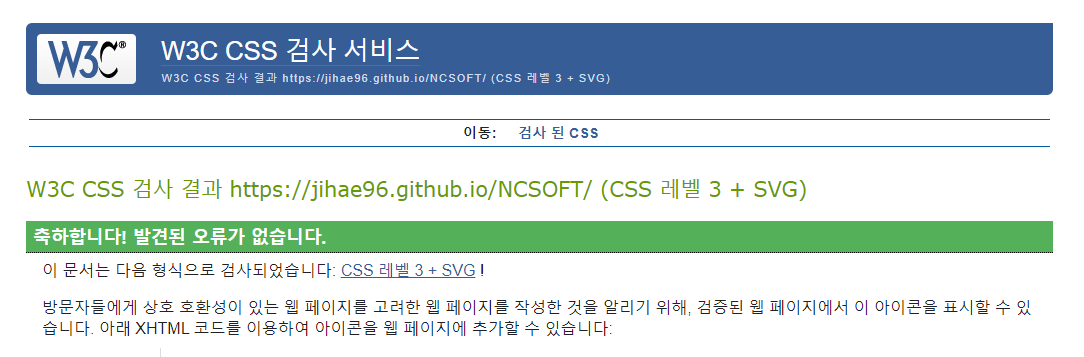 W3C®
W3C CSS 검사 서비스
W3C CSS 검사 결과 https://jihae96.github.io/NCSOFT/ (CSS 레벨 3 + SVG)
이동: 검사 된 CSS
W3C CSS 검사 결과 https://jihae96.github.io/NCSOFT/ (CSS 레벨 3 + SVG)
축하합니다! 발견된 오류가 없습니다.
이 문서는 다음 형식으로 검사되었습니다: CSS 레벨 3 + SVG !
방문자들에게 상호 호환성이 있는 웹 페이지를 고려한 웹 페이지를 작성한 것을 알리기 위해, 검증된 웹 페이지에서 이 아이콘을 표시할 수 있
습니다. 아래 XHTML 코드를 이용하여 아이콘을 웹 페이지에 추가할 수 있습니다: